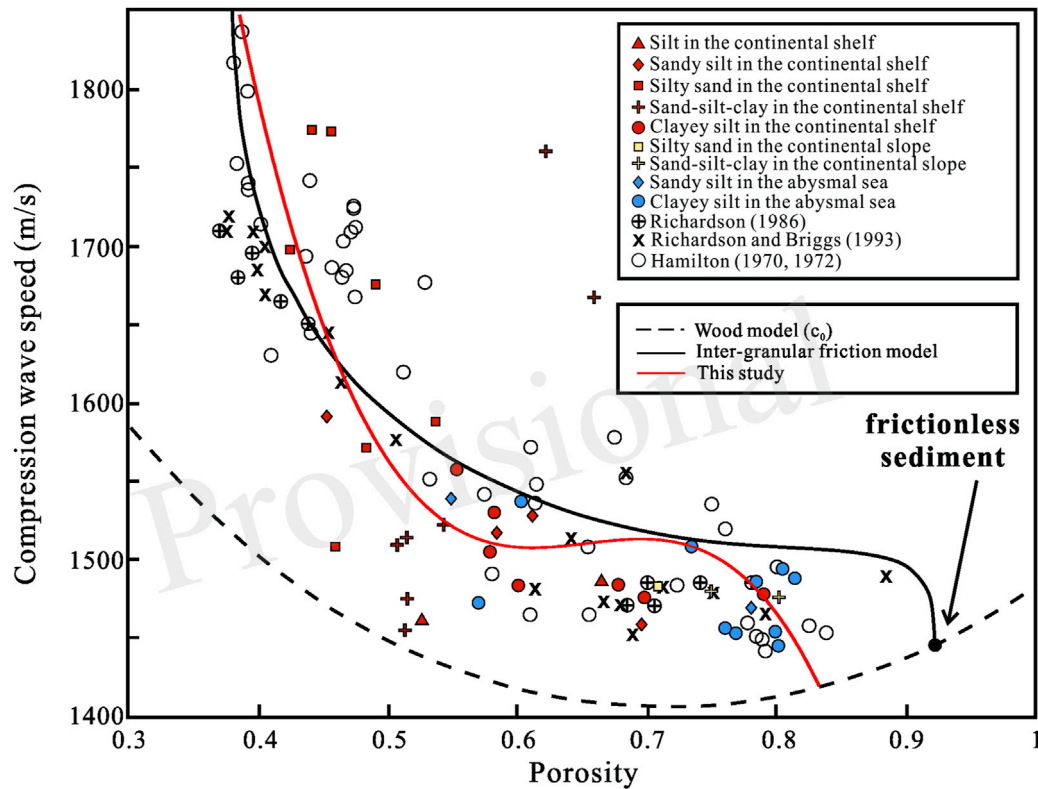 Silt in the continental shelf
Sandy silt in the continental shelf
Silty sand in the continental shelf
Sand-silt-clay in the continental shelf
Clayey silt in the continental shelf
Silty sand in the continental slope
Sand-silt-clay in the continental slope
Sandy silt in the abysmal sea
Clayey silt in the abysmal sea
Richardson (1986)
Richardson and Briggs (1993)
Hamilton (1970, 1972)
Wood model (c₀)
Inter-granular friction model
This study
frictionless
sediment
Provisional
Compression wave speed (m/s)
1800
1700
1600
1500
1400
0.3 0.4 0.5 0.6 0.7 0.8 0.9 1
Porosity